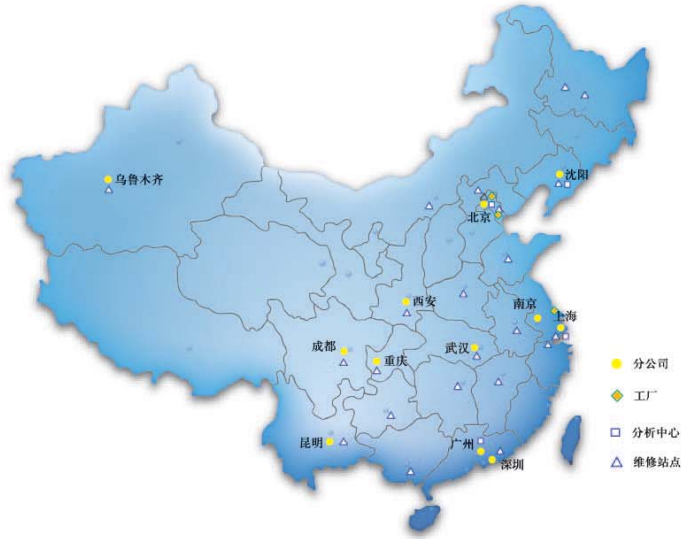 乌鲁木齐
沈阳
北京
西安
南京
上海
成都
重庆
武汉
昆明
广州
深圳
分公司
工厂
分析中心
维修站点